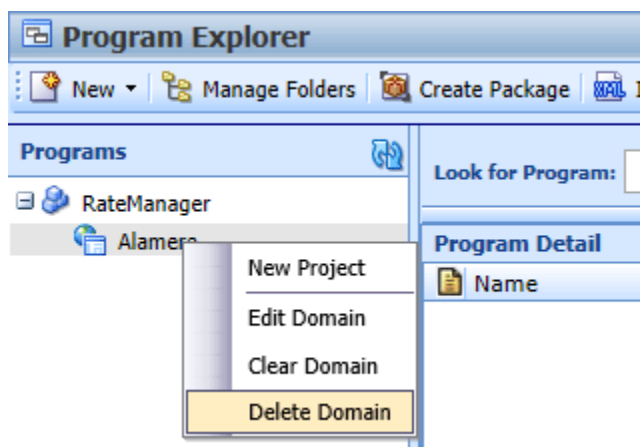 Program Explorer
New Manage Folders Create Package XML
Programs
Look for Program:
RateManager
Program Detail
Name
New Project
Edit Domain
Clear Domain
Delete Domain